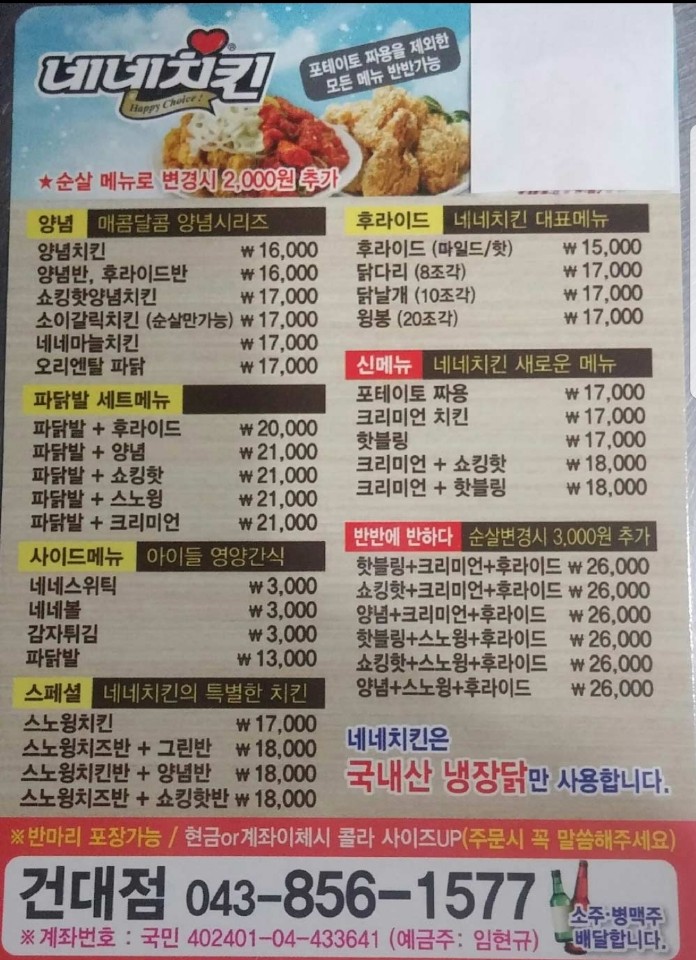 네네치킨
Happy Choice!
포테이토 짜용을 제외한
모든 메뉴 반반가능
★순살 메뉴로 변경시 2,000원 추가
양념 매콤달콤 양념시리즈
양념치킨 ₩16,000
양념반, 후라이드반 ₩16,000
쇼킹핫양념치킨 ₩17,000
소이갈릭치킨 (순살만가능) ₩17,000
네네마늘치킨 ₩17,000
오리엔탈 파닭 ₩17,000
파닭발 세트메뉴
파닭발 + 후라이드 ₩20,000
파닭발 + 양념 ₩21,000
파닭발 + 쇼킹핫 ₩21,000
파닭발 + 스노윙 ₩21,000
파닭발 + 크리미언 ₩21,000
사이드메뉴 아이들 영양간식
네네스위틱 ₩3,000
네네볼 ₩3,000
감자튀김 ₩3,000
파닭발 ₩13,000
스페셜 네네치킨의 특별한 치킨
스노윙치킨 ₩17,000
스노윙치즈반 + 그린반 ₩18,000
스노윙치킨반 + 양념반 ₩18,000
스노윙치즈반 + 쇼킹핫반 ₩18,000
후라이드 네네치킨 대표메뉴
후라이드 (마일드/핫) ₩15,000
닭다리 (8조각) ₩17,000
닭날개 (10조각) ₩17,000
윙봉 (20조각) ₩17,000
신메뉴 네네치킨 새로운 메뉴
포테이토 짜용 ₩17,000
크리미언 치킨 ₩17,000
핫블링 ₩17,000
크리미언 + 쇼킹핫 ₩18,000
크리미언 + 핫블링 ₩18,000
반반에 반하다 순살변경시 3,000원 추가
핫블링+크리미언+후라이드 ₩26,000
쇼킹핫+크리미언+후라이드 ₩26,000
양념+크리미언+후라이드 ₩26,000
핫블링+스노윙+후라이드 ₩26,000
쇼킹핫+스노윙+후라이드 ₩26,000
양념+스노윙+후라이드 ₩26,000
네네치킨은
국내산 냉장닭만 사용합니다.
※반마리 포장가능 / 현금or계좌이체시 콜라 사이즈UP(주문시 꼭 말씀해주세요)
건대점 043-856-1577
※계좌번호 : 국민 402401-04-433641 (예금주: 임현규)
소주·병맥주
배달합니다.